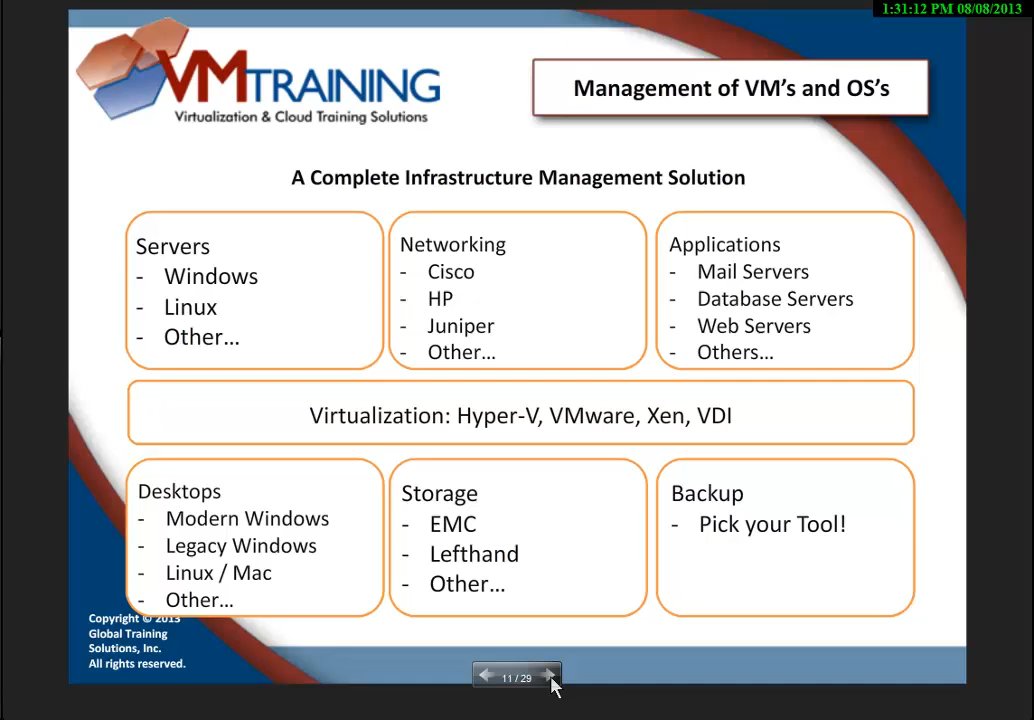 1:31:12 PM 08/08/2013
VMTRAINING
Virtualization & Cloud Training Solutions
Management of VM's and OS's
A Complete Infrastructure Management Solution
Servers
- Windows
- Linux
- Other...
Networking
- Cisco
- HP
- Juniper
- Other...
Applications
- Mail Servers
- Database Servers
- Web Servers
- Others...
Virtualization: Hyper-V, VMware, Xen, VDI
Desktops
- Modern Windows
- Legacy Windows
- Linux / Mac
- Other...
Storage
- EMC
- Lefthand
- Other...
Backup
- Pick your Tool!
Copyright © 2013
Global Training
Solutions, Inc.
All rights reserved.
11 / 29